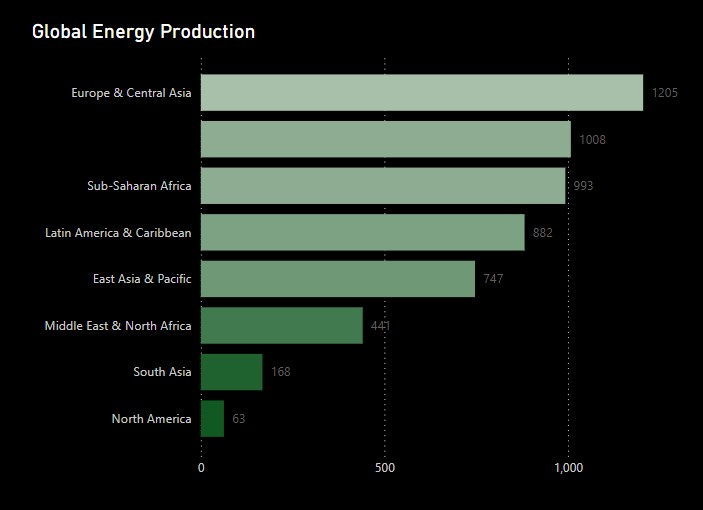 Global Energy Production
Europe & Central Asia 1205
1008
Sub-Saharan Africa 993
Latin America & Caribbean 882
East Asia & Pacific 747
Middle East & North Africa 441
South Asia 168
North America 63
0 500 1,000